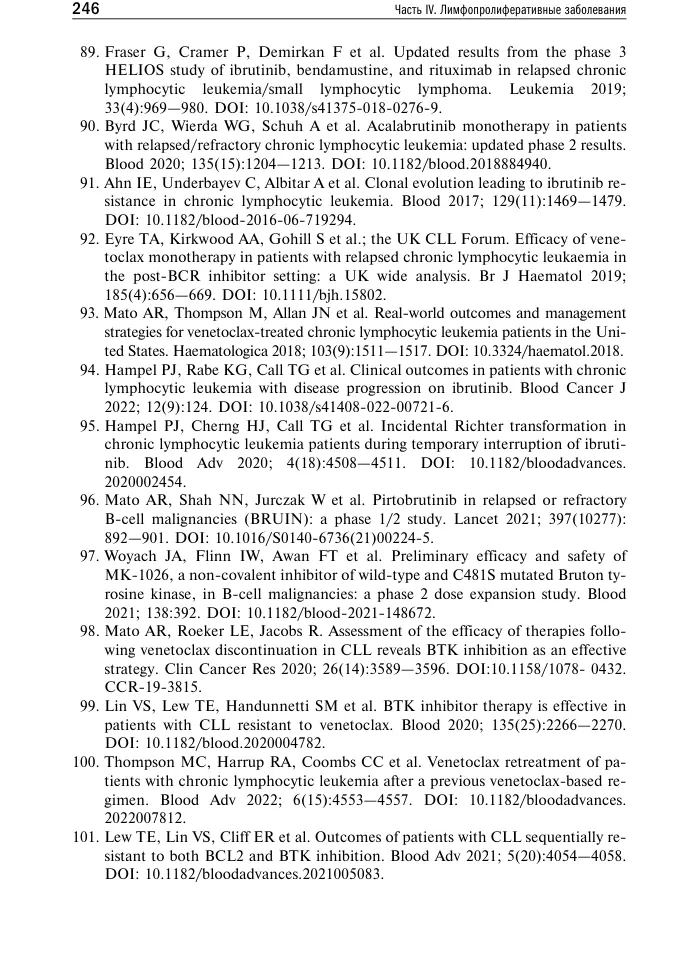 246
Часть IV. Лимфопролиферативные заболевания
89. Fraser G, Cramer P, Demirkan F et al. Updated results from the phase 3
HELIOS study of ibrutinib, bendamustine, and rituximab in relapsed chronic
lymphocytic leukemia/small lymphocytic lymphoma. Leukemia 2019;
33(4):969—980. DOI: 10.1038/s41375-018-0276-9.
90. Byrd JC, Wierda WG, Schuh A et al. Acalabrutinib monotherapy in patients
with relapsed/refractory chronic lymphocytic leukemia: updated phase 2 results.
Blood 2020; 135(15):1204—1213. DOI: 10.1182/blood.2018884940.
91. Ahn IE, Underbayev C, Albitar A et al. Clonal evolution leading to ibrutinib re-
sistance in chronic lymphocytic leukemia. Blood 2017; 129(11):1469—1479.
DOI: 10.1182/blood-2016-06-719294.
92. Eyre TA, Kirkwood AA, Gohill S et al.; the UK CLL Forum. Efficacy of vene-
toclax monotherapy in patients with relapsed chronic lymphocytic leukaemia in
the post-BCR inhibitor setting: a UK wide analysis. Br J Haematol 2019;
185(4):656—669. DOI: 10.1111/bjh.15802.
93. Mato AR, Thompson M, Allan JN et al. Real-world outcomes and management
strategies for venetoclax-treated chronic lymphocytic leukemia patients in the Uni-
ted States. Haematologica 2018; 103(9):1511—1517. DOI: 10.3324/haematol.2018.
94. Hampel PJ, Rabe KG, Call TG et al. Clinical outcomes in patients with chronic
lymphocytic leukemia with disease progression on ibrutinib. Blood Cancer J
2022; 12(9):124. DOI: 10.1038/s41408-022-00721-6.
95. Hampel PJ, Cherng HJ, Call TG et al. Incidental Richter transformation in
chronic lymphocytic leukemia patients during temporary interruption of ibruti-
nib. Blood Adv 2020; 4(18):4508—4511. DOI: 10.1182/bloodadvances.
2020002454.
96. Mato AR, Shah NN, Jurczak W et al. Pirtobrutinib in relapsed or refractory
B-cell malignancies (BRUIN): a phase 1/2 study. Lancet 2021; 397(10277):
892—901. DOI: 10.1016/S0140-6736(21)00224-5.
97. Woyach JA, Flinn IW, Awan FT et al. Preliminary efficacy and safety of
MK-1026, a non-covalent inhibitor of wild-type and C481S mutated Bruton ty-
rosine kinase, in B-cell malignancies: a phase 2 dose expansion study. Blood
2021; 138:392. DOI: 10.1182/blood-2021-148672.
98. Mato AR, Roeker LE, Jacobs R. Assessment of the efficacy of therapies follo-
wing venetoclax discontinuation in CLL reveals BTK inhibition as an effective
strategy. Clin Cancer Res 2020; 26(14):3589—3596. DOI:10.1158/1078- 0432.
CCR-19-3815.
99. Lin VS, Lew TE, Handunnetti SM et al. BTK inhibitor therapy is effective in
patients with CLL resistant to venetoclax. Blood 2020; 135(25):2266—2270.
DOI: 10.1182/blood.2020004782.
100. Thompson MC, Harrup RA, Coombs CC et al. Venetoclax retreatment of pa-
tients with chronic lymphocytic leukemia after a previous venetoclax-based re-
gimen. Blood Adv 2022; 6(15):4553—4557. DOI: 10.1182/bloodadvances.
2022007812.
101. Lew TE, Lin VS, Cliff ER et al. Outcomes of patients with CLL sequentially re-
sistant to both BCL2 and BTK inhibition. Blood Adv 2021; 5(20):4054—4058.
DOI: 10.1182/bloodadvances.2021005083.